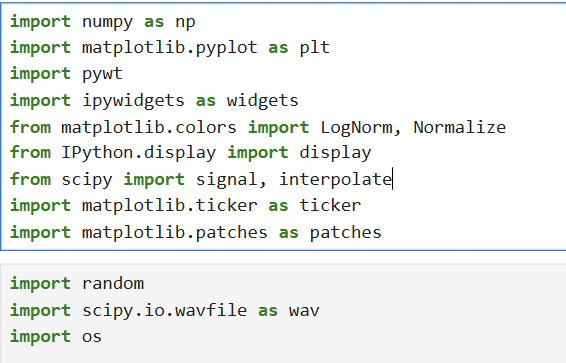 import numpy as np
import matplotlib.pyplot as plt
import pywt
import ipywidgets as widgets
from matplotlib.colors import LogNorm, Normalize
from IPython.display import display
from scipy import signal, interpolate
import matplotlib.ticker as ticker
import matplotlib.patches as patches
import random
import scipy.io.wavfile as wav
import os